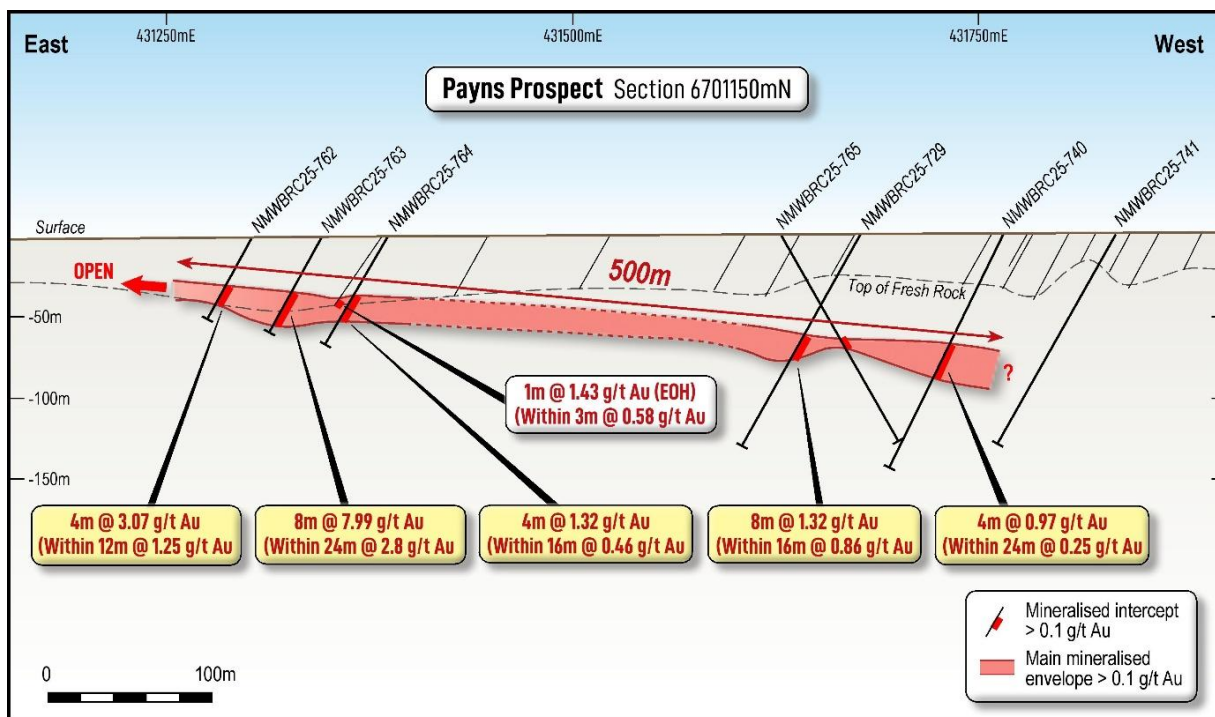 431250mE
431500mE
431750mE
East
West
Payns Prospect Section 6701150mN
NMWBRC25-762
NMWBRC25-763
NMWBRC25-764
NMWBRC25-765
NMWBRC25-729
NMWBRC25-740
NMWBRC25-741
Surface
OPEN
500m
Top of Fresh Rock
-50m
?
1m @ 1.43 g/t Au (EOH)
(Within 3m @ 0.58 g/t Au
-100m
-150m
4m @ 3.07 g/t Au
(Within 12m @ 1.25 g/t Au
8m @ 7.99 g/t Au
(Within 24m @ 2.8 g/t Au
4m @ 1.32 g/t Au
(Within 16m @ 0.46 g/t Au
8m @ 1.32 g/t Au
(Within 16m @ 0.86 g/t Au
4m @ 0.97 g/t Au
(Within 24m @ 0.25 g/t Au
Mineralised intercept
> 0.1 g/t Au
Main mineralised
envelope > 0.1 g/t Au
0
100m